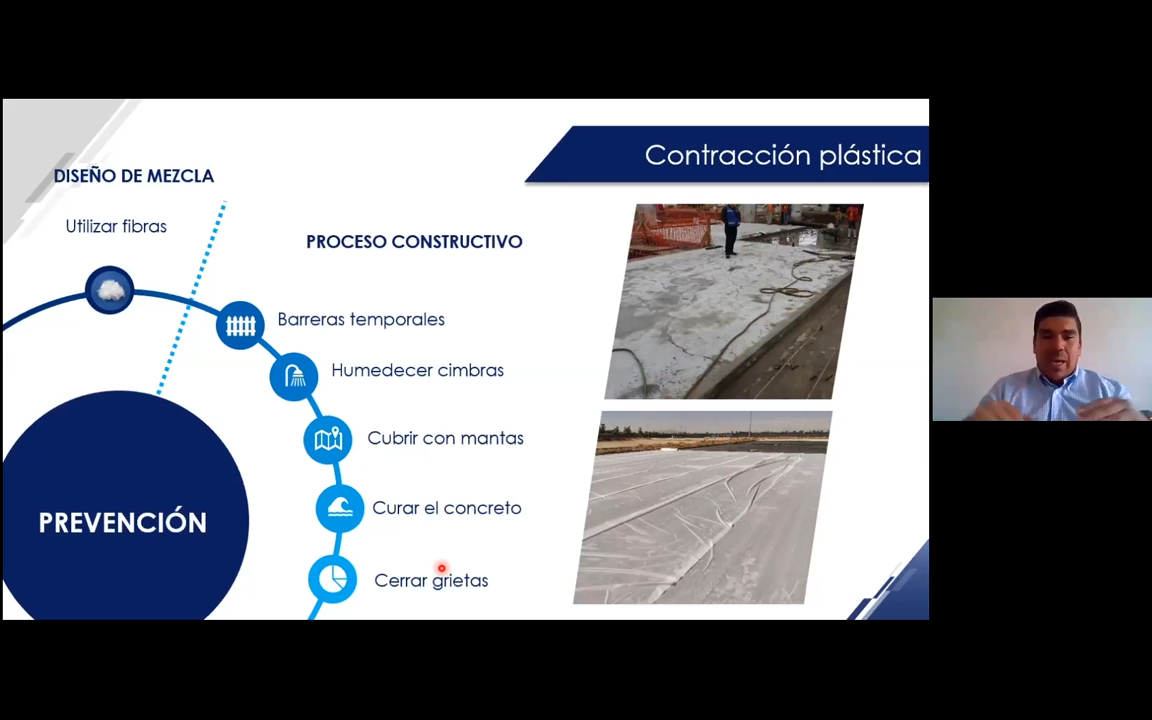 Contracción plástica
DISEÑO DE MEZCLA
Utilizar fibras
PROCESO CONSTRUCTIVO
Barreras temporales
Humedecer cimbras
Cubrir con mantas
Curar el concreto
Cerrar grietas
PREVENCIÓN